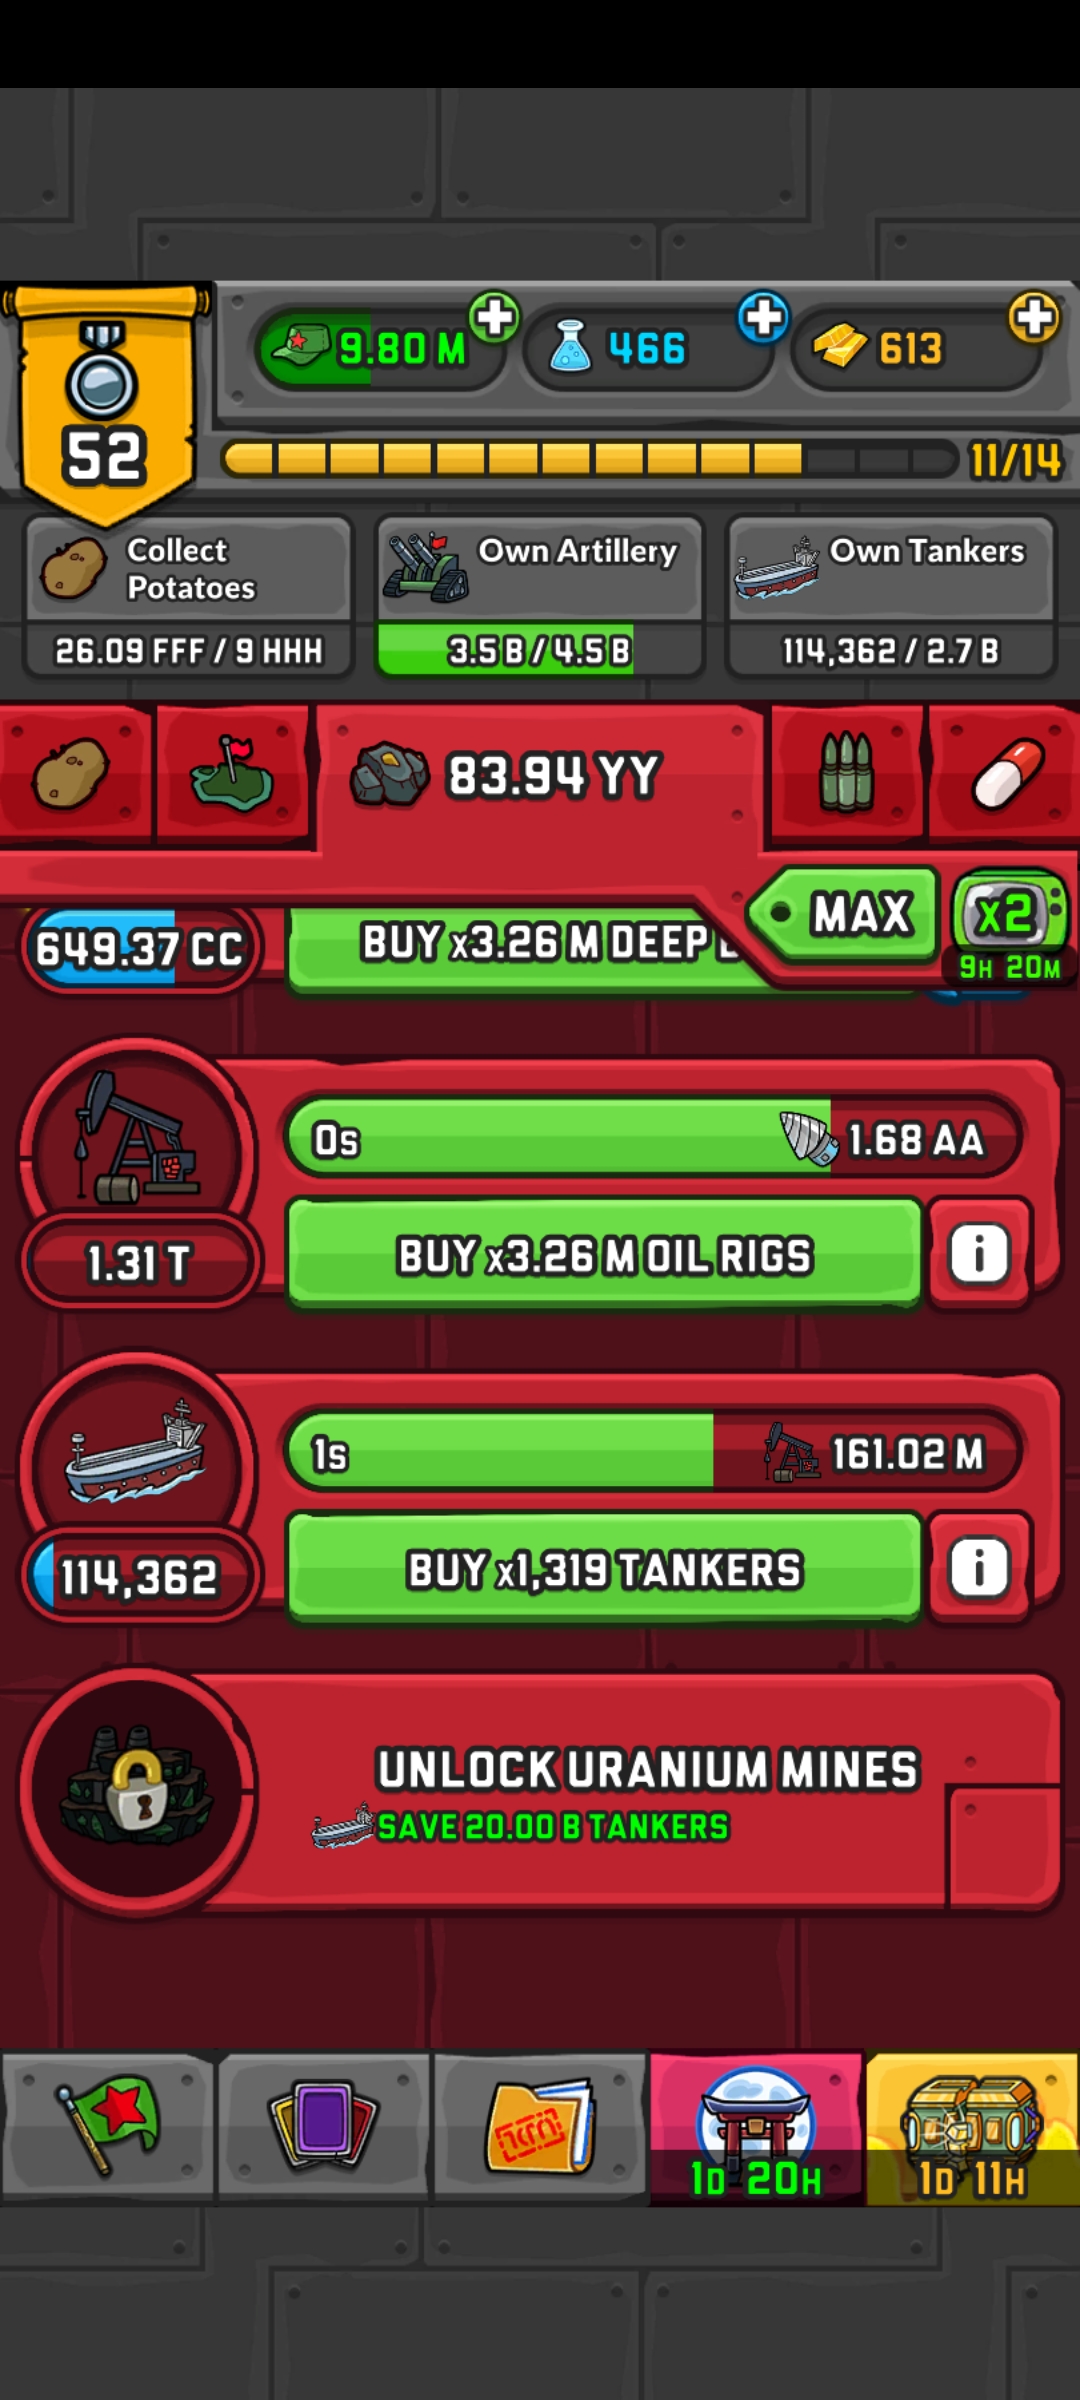 9.80 M
466
613
52
11/14
Collect
Potatoes
26.09 FFF / 9 HHH
Own Artillery
3.5 B / 4.5 B
Own Tankers
114,362 / 2.7 B
83.94 YY
MAX
x2
9H 20M
649.37 CC
BUY x3.26 M DEEP
0s
1.68 AA
1.31 T
BUY x3.26 M OIL RIGS
i
1s
161.02 M
114,362
BUY x1,319 TANKERS
i
UNLOCK URANIUM MINES
SAVE 20.00 B TANKERS
1D 20H
1D 11H